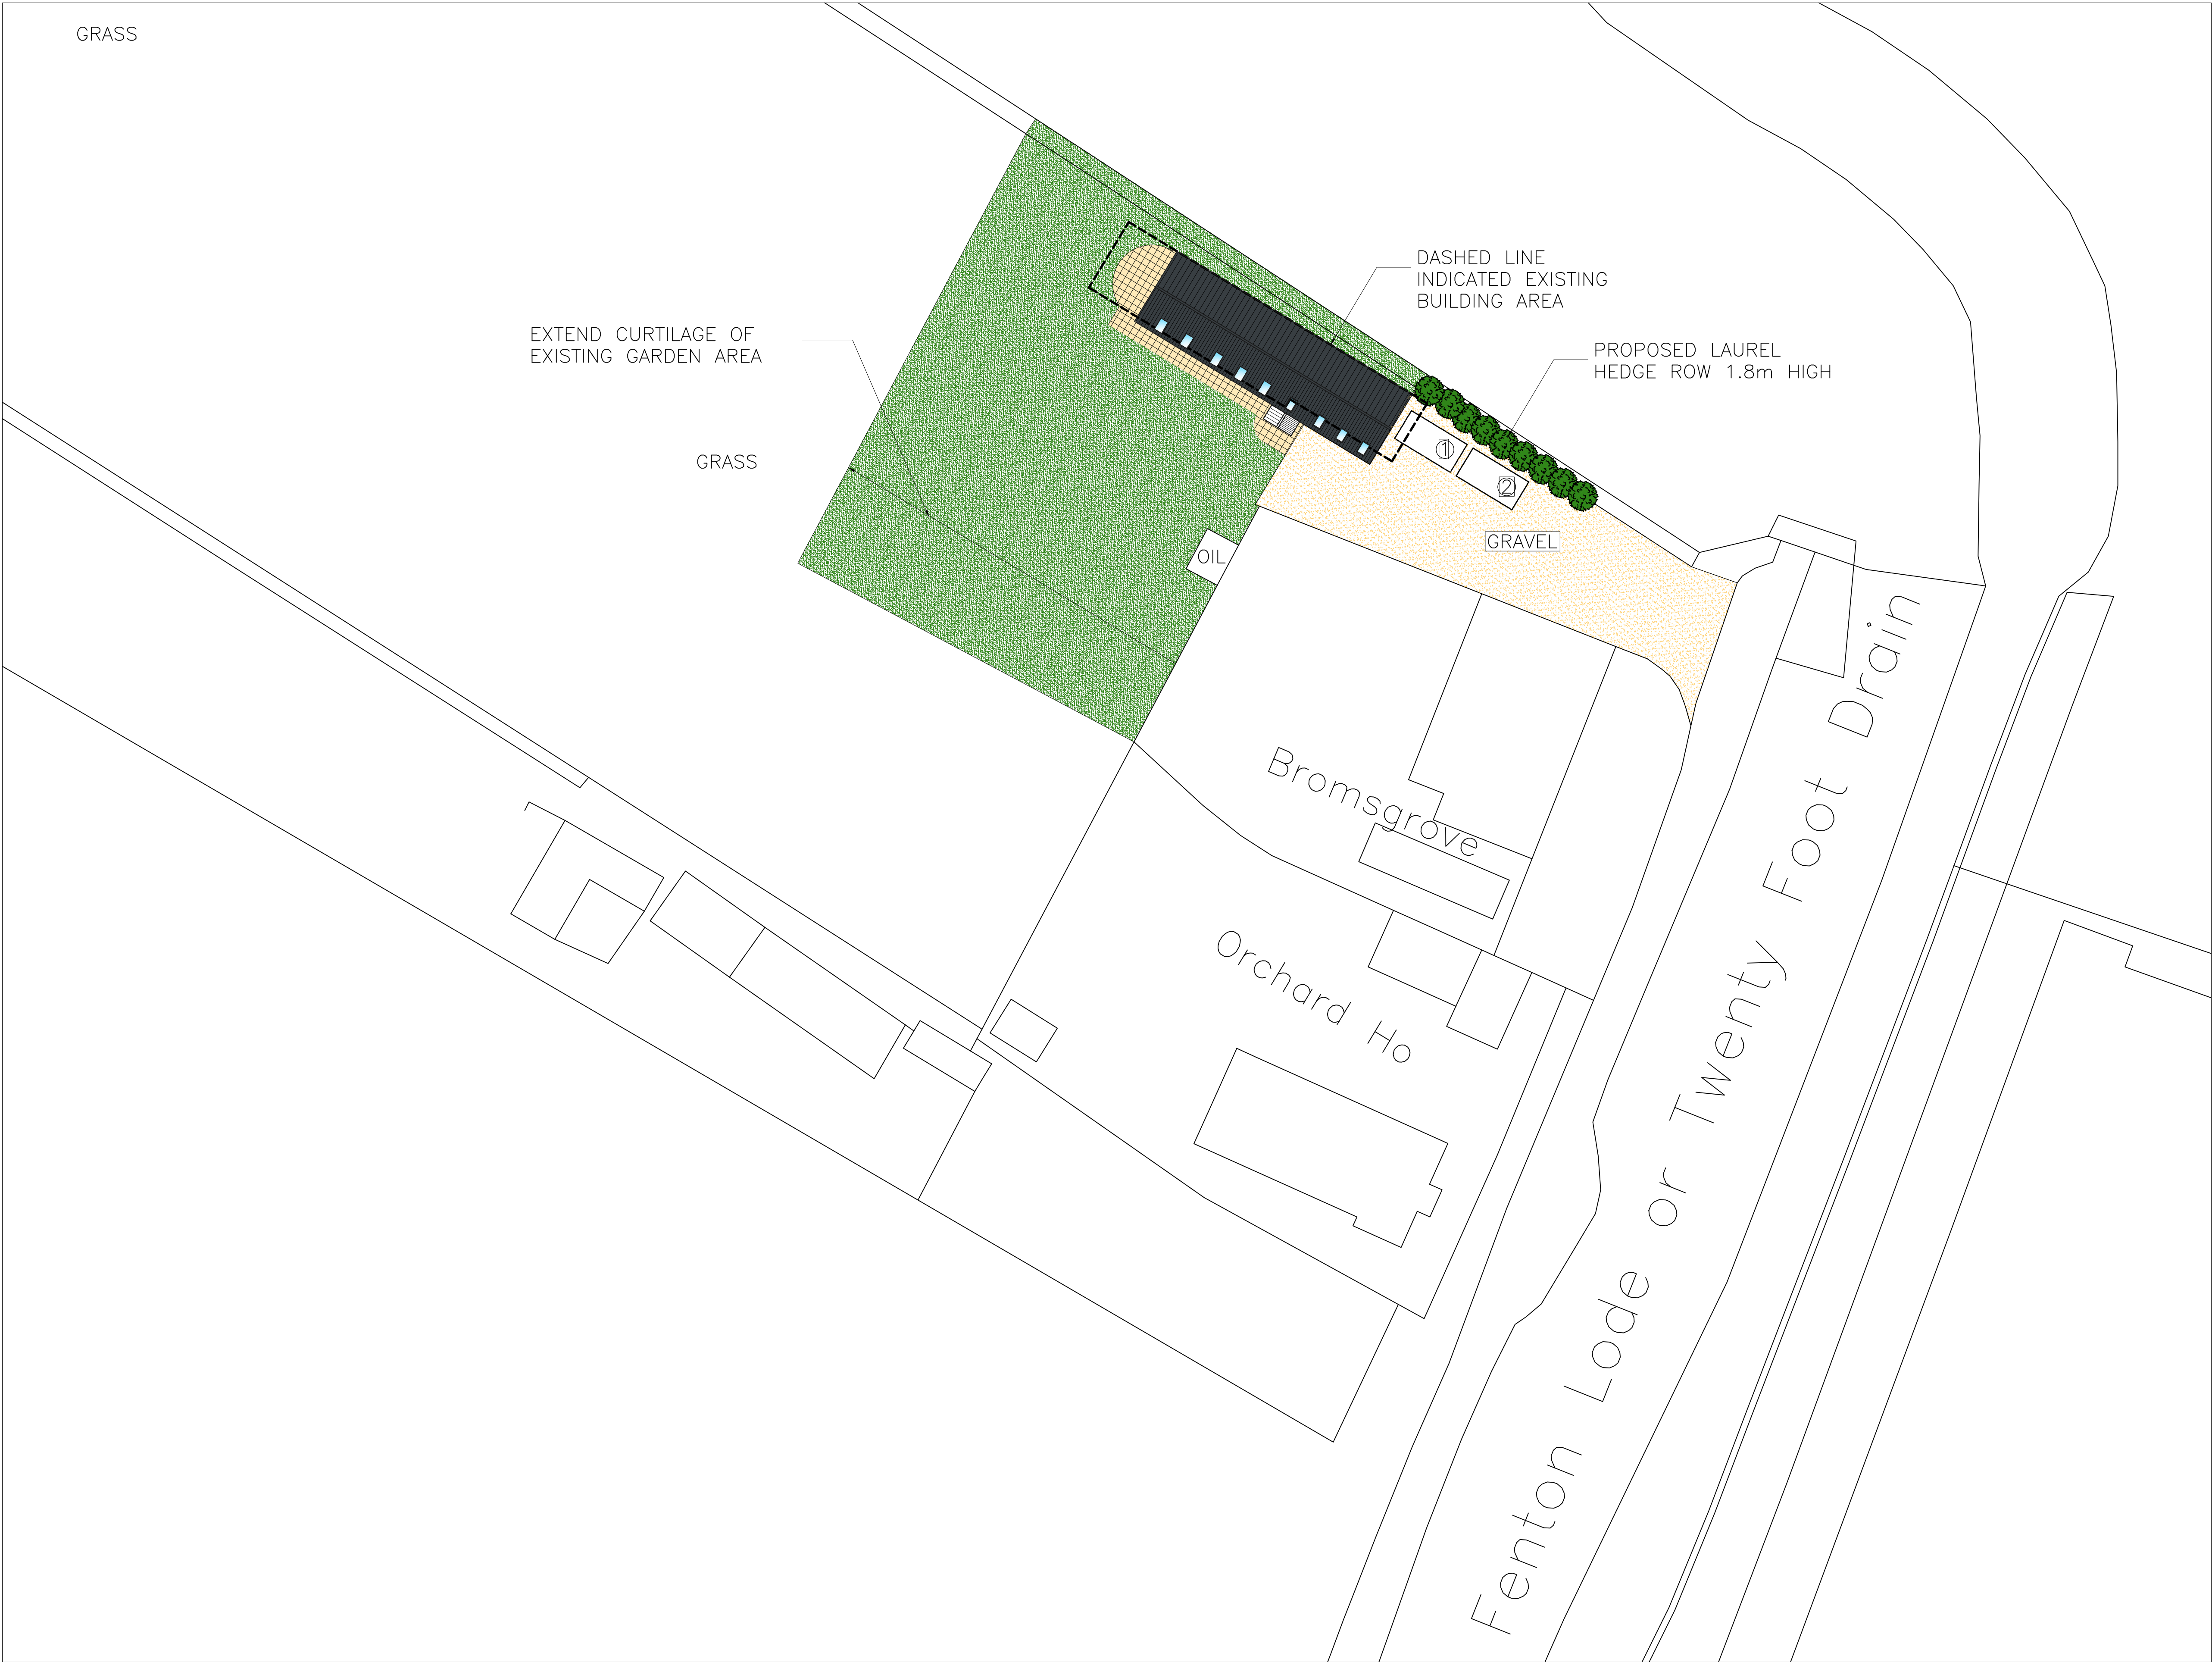 GRASS
DASHED LINE
INDICATED EXISTING
BUILDING AREA
EXTEND CURTILAGE OF
EXISTING GARDEN AREA
PROPOSED LAUREL
HEDGE ROW 1.8m HIGH
GRASS
1
2
GRAVEL
OIL
Bromsgrove
Orchard Ho
Fenton Lode or Twenty Foot Drain